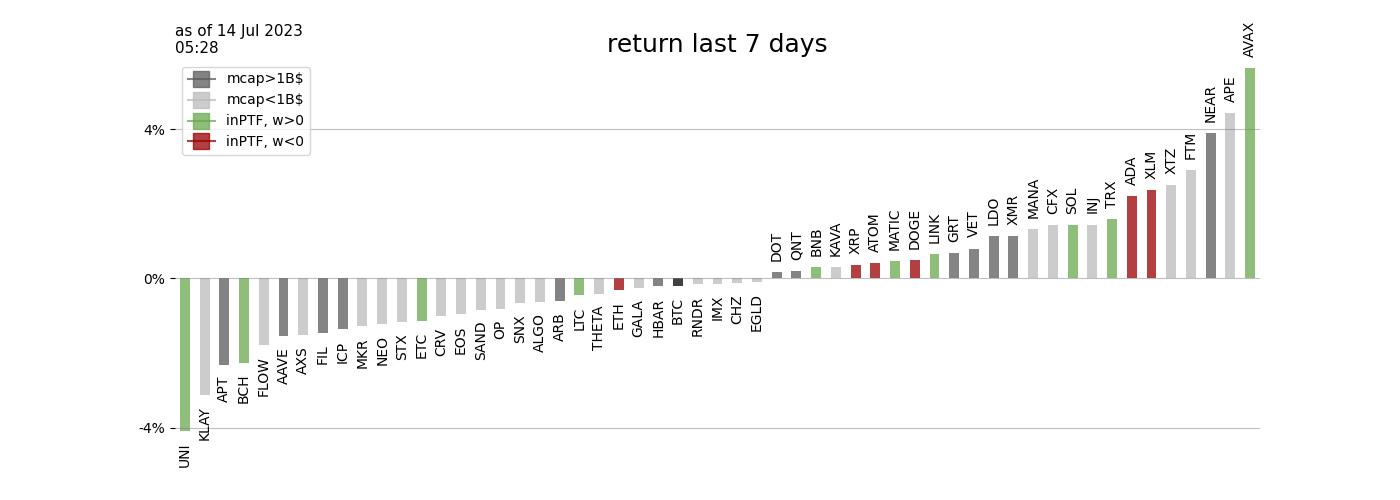 as of 14 Jul 2023
05:28
return last 7 days
mcap>1B$
mcap<1B$
inPTF, w>0
inPTF, w<0
4%
0%
-4%
UNI
KLAY
APT
BCH
FLOW
AAVE
AXS
FIL
ICP
MKR
NEO
STX
ETC
CRV
EOS
SAND
OP
SNX
ALGO
ARB
LTC
THETA
ETH
GALA
HBAR
BTC
RNDR
IMX
CHZ
EGLD
DOT
QNT
BNB
KAVA
XRP
ATOM
MATIC
DOGE
LINK
GRT
VET
LDO
XMR
MANA
CFX
SOL
INJ
TRX
ADA
XLM
XTZ
FTM
NEAR
APE
AVAX